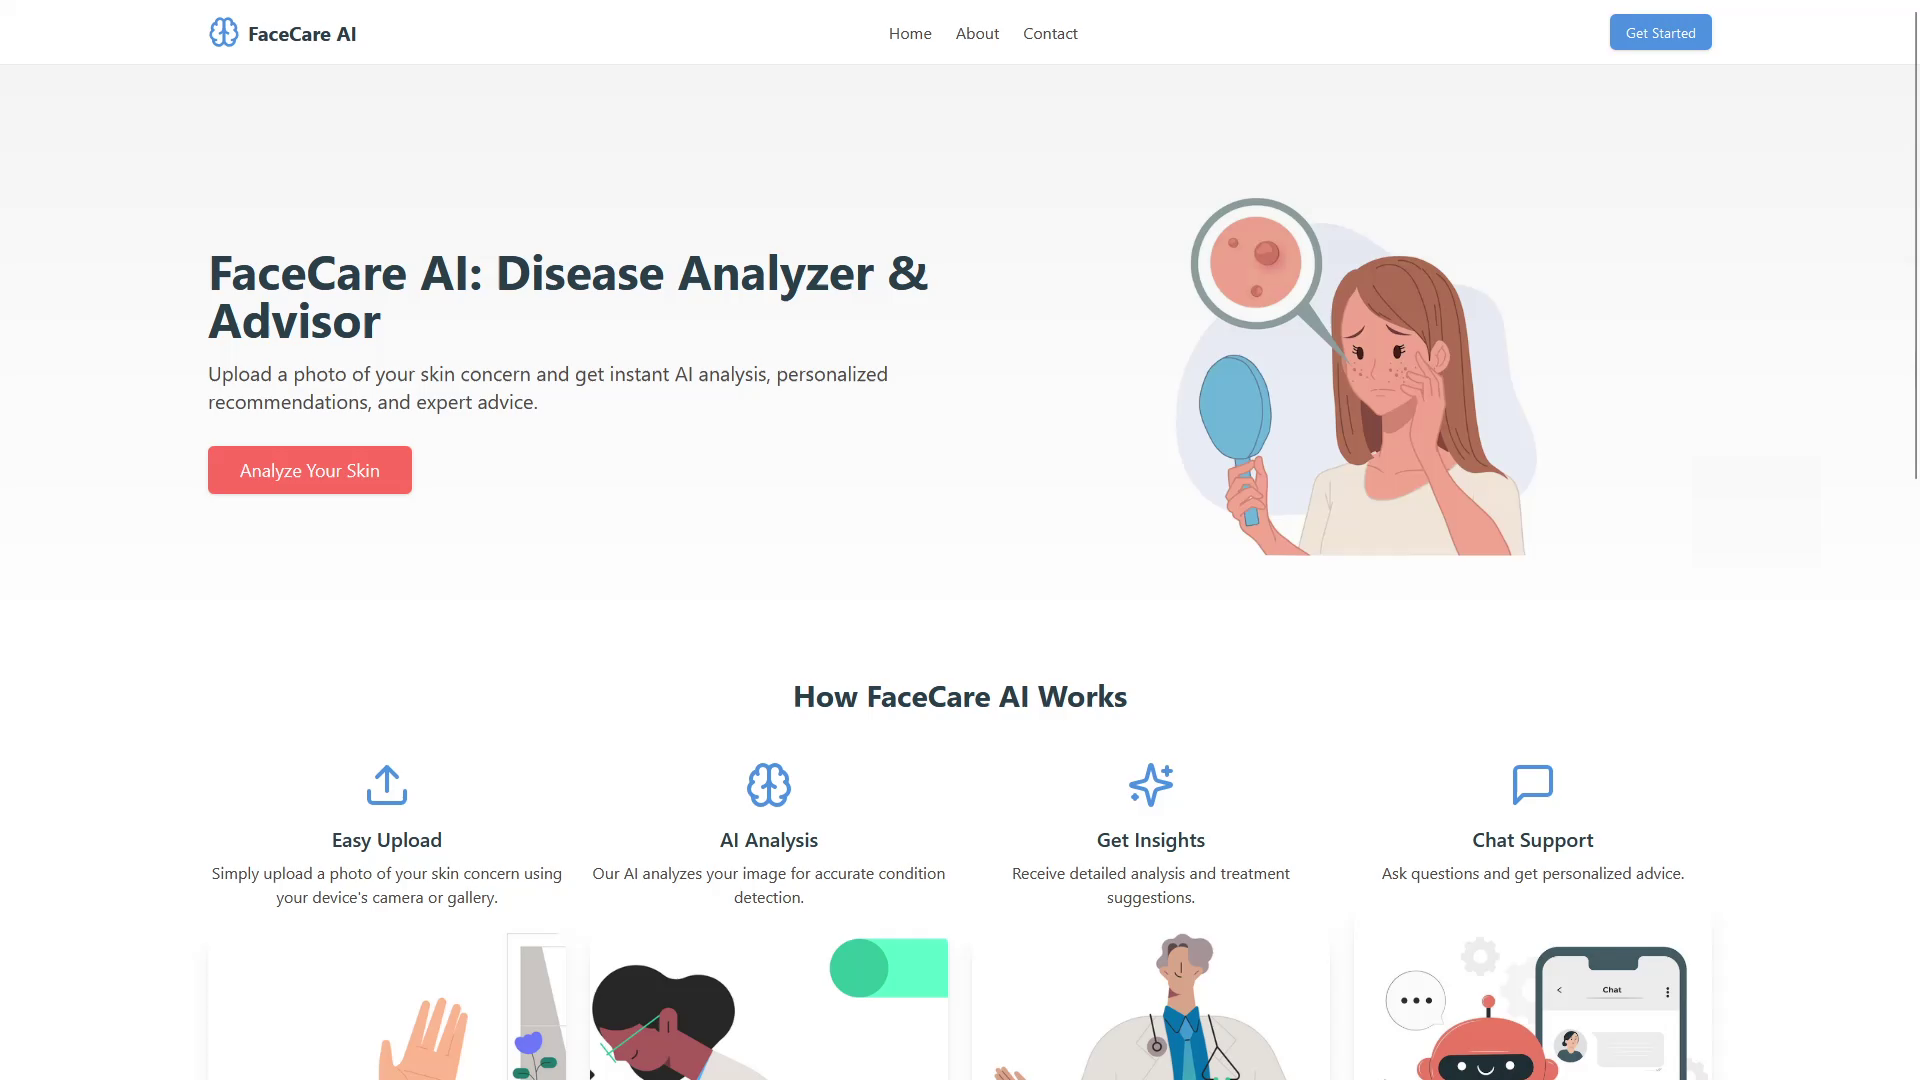 FaceCare AI
Home
About
Contact
Get Started
FaceCare AI: Disease Analyzer &
Advisor
Upload a photo of your skin concern and get instant AI analysis, personalized
recommendations, and expert advice.
Analyze Your Skin
How FaceCare AI Works
Easy Upload
Simply upload a photo of your skin concern using
your device's camera or gallery.
AI Analysis
Our AI analyzes your image for accurate condition
detection.
Get Insights
Receive detailed analysis and treatment
suggestions.
Chat Support
Ask questions and get personalized advice.
Chat